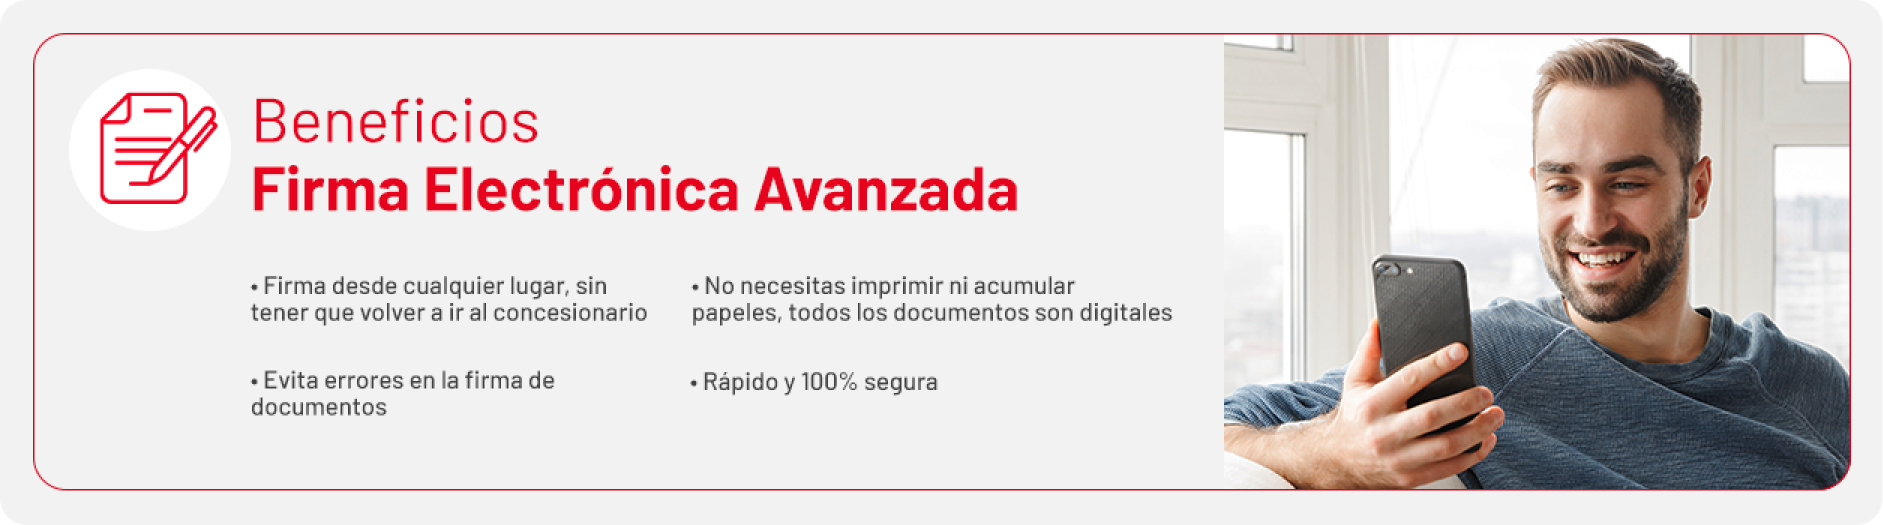 Beneficios
Firma Electrónica Avanzada
• Firma desde cualquier lugar, sin
tener que volver a ir al concesionario
• Evita errores en la firma de
documentos
• No necesitas imprimir ni acumular
papeles, todos los documentos son digitales
• Rápido y 100% segura